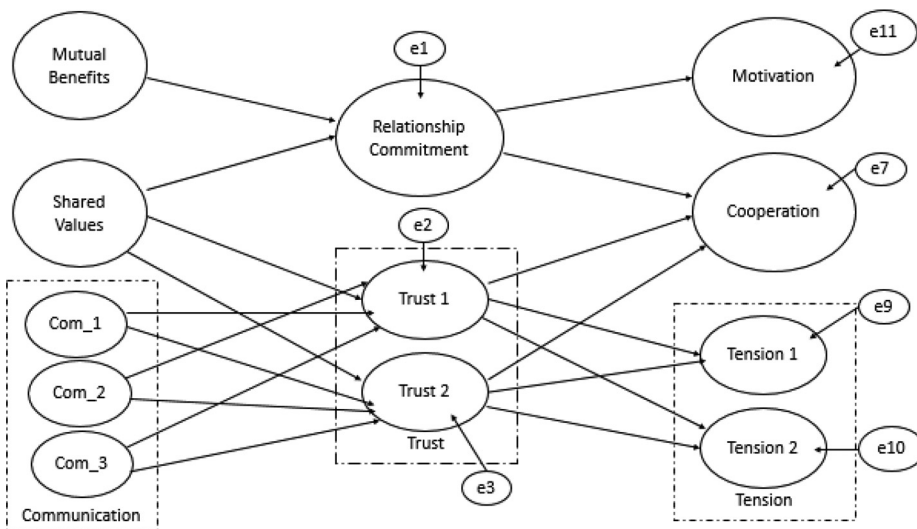 Mutual
Benefits
e1
Motivation
e11
Relationship
Commitment
Shared
Values
e2
Cooperation
e7
Trust 1
Com_1
Com_2
Com_3
Communication
Trust 2
Trust
e3
Tension 1
e9
Tension 2
e10
Tension